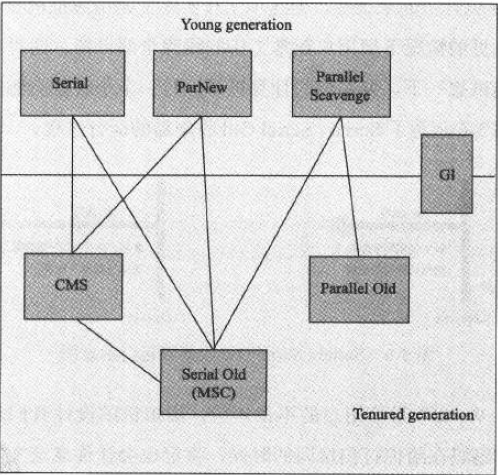 Young generation
Serial
ParNew
Parallel
Scavenge
G1
CMS
Parallel Old
Serial Old
(MSC)
Tenured generation